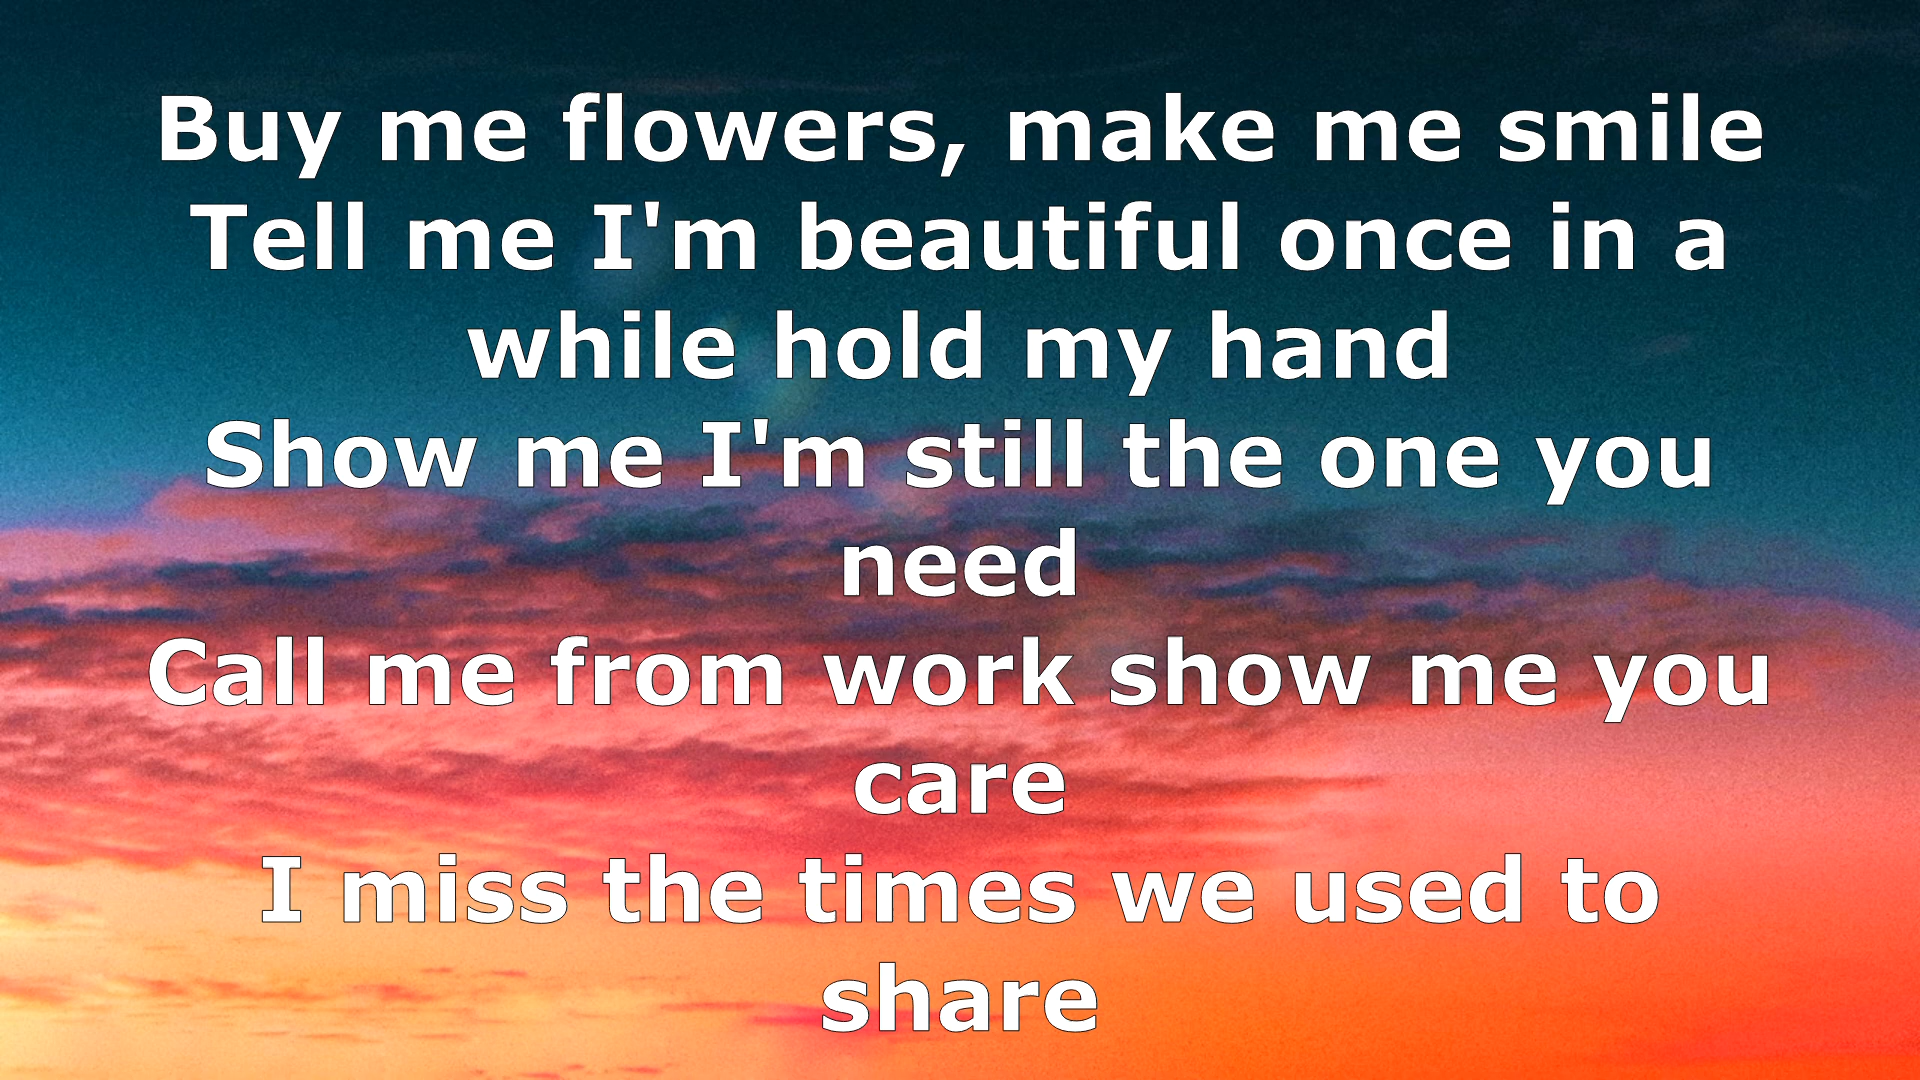 Buy me flowers, make me smile
Tell me I'm beautiful once in a
while hold my hand
Show me I'm still the one you
need
Call me from work show me you
care
I miss the times we used to
share